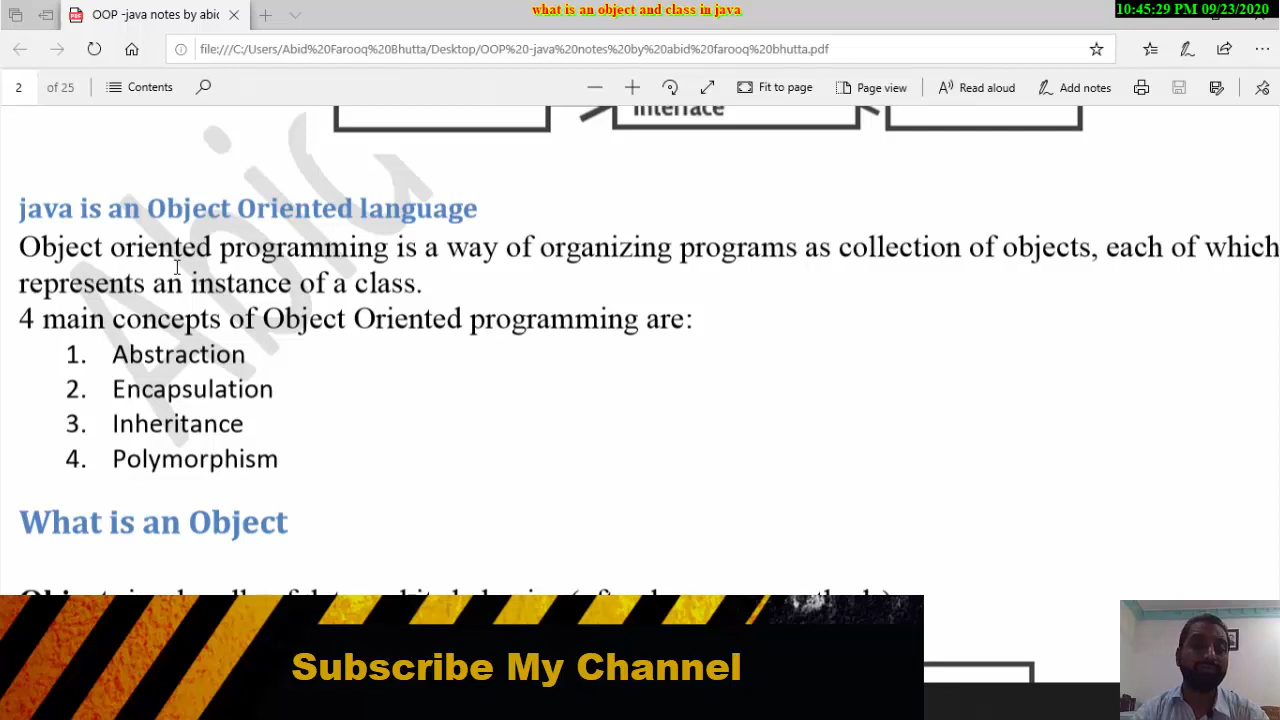 what is an object and class in java
10:45:29 PM 09/23/2020
OOP -java notes by abid
file:///C:/Users/Abid%20Farooq%20Bhutta/Desktop/OOP%20-java%20notes%20by%20abid%20farooq%20bhutta.pdf
2 of 25 Contents Fit to page Page view Read aloud Add notes
Interface
java is an Object Oriented language
Object oriented programming is a way of organizing programs as collection of objects, each of which
represents an instance of a class.
4 main concepts of Object Oriented programming are:
1. Abstraction
2. Encapsulation
3. Inheritance
4. Polymorphism
What is an Object
Subscribe My Channel